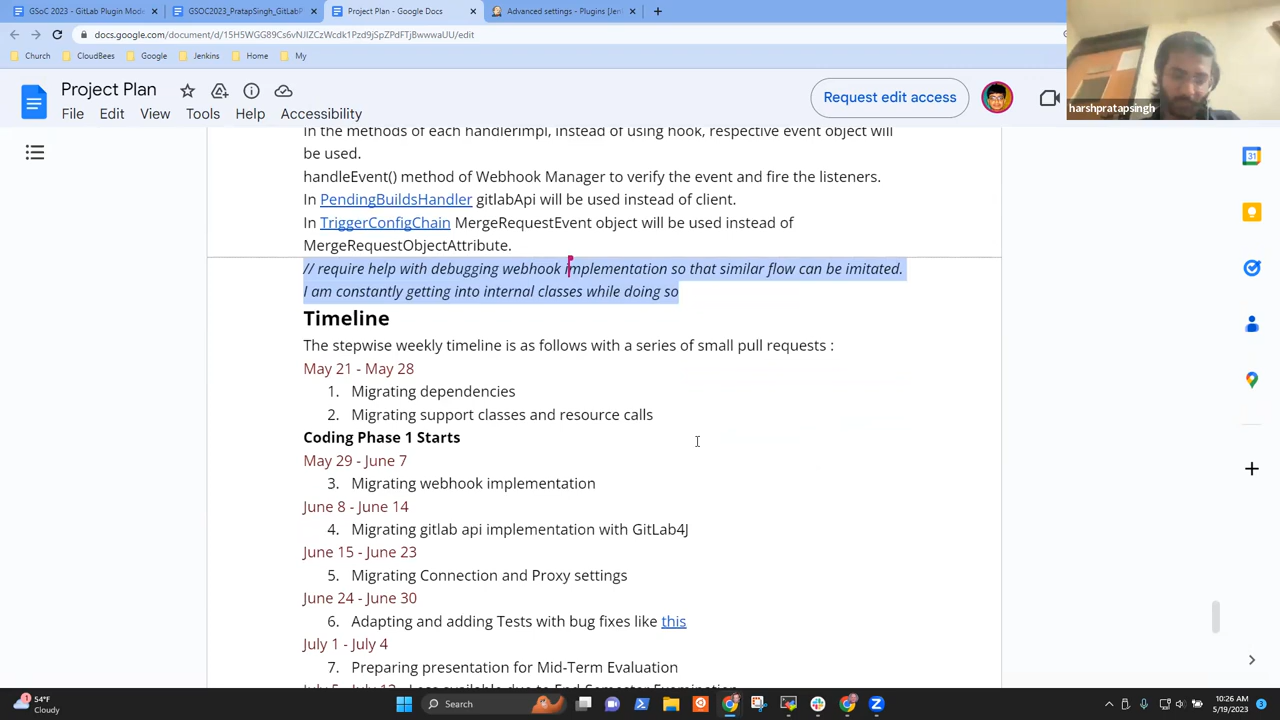 GSoC 2023 - GitLab Plugin Mode
GSOC2023_PratapSingh_GitLabP
Project Plan - Google Docs
Advanced settings - Plugins [Jen
docs.google.com/document/d/
Church
CloudBees
Google
Jenkins
Home
My
harshpratapsingh
Project Plan
File Edit View Tools Help Accessibility
Request edit access
In the methods of each handlerImpl, instead of using hook, respective event object will
be used.
handleEvent() method of Webhook Manager to verify the event and fire the listeners.
In PendingBuildsHandler gitlabApi will be used instead of client.
In TriggerConfigChain MergeRequestEvent object will be used instead of
MergeRequestObjectAttribute.
// require help with debugging webhook implementation so that similar flow can be imitated.
I am constantly getting into internal classes while doing so
Timeline
The stepwise weekly timeline is as follows with a series of small pull requests :
May 21 - May 28
1. Migrating dependencies
2. Migrating support classes and resource calls
Coding Phase 1 Starts
May 29 - June 7
3. Migrating webhook implementation
June 8 - June 14
4. Migrating gitlab api implementation with GitLab4J
June 15 - June 23
5. Migrating Connection and Proxy settings
June 24 - June 30
6. Adapting and adding Tests with bug fixes like this
July 1 - July 4
7. Preparing presentation for Mid-Term Evaluation
31
54°F
Cloudy
Search
10:26 AM
5/19/2023